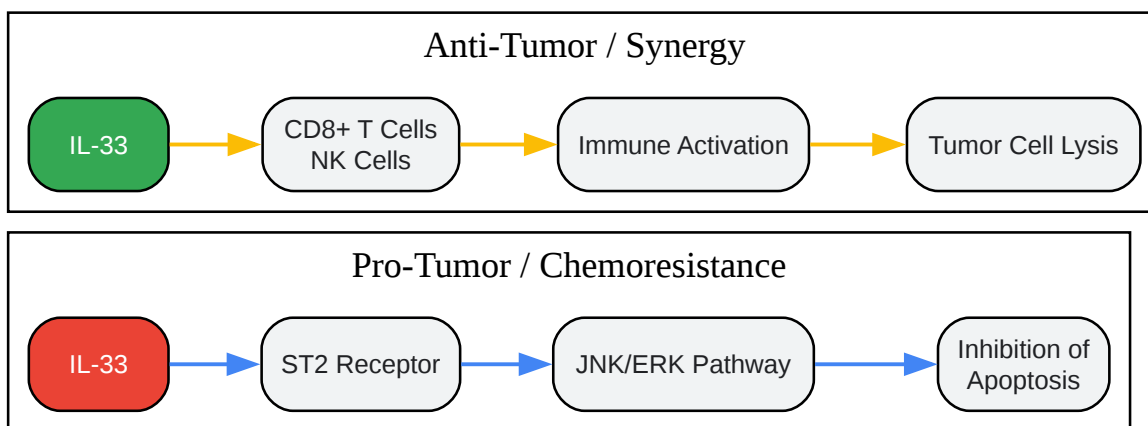 Anti-Tumor / Synergy
IL-33
CD8+ T Cells
NK Cells
Immune Activation
Tumor Cell Lysis
Pro-Tumor / Chemoresistance
IL-33
ST2 Receptor
JNK/ERK Pathway
Inhibition of
Apoptosis